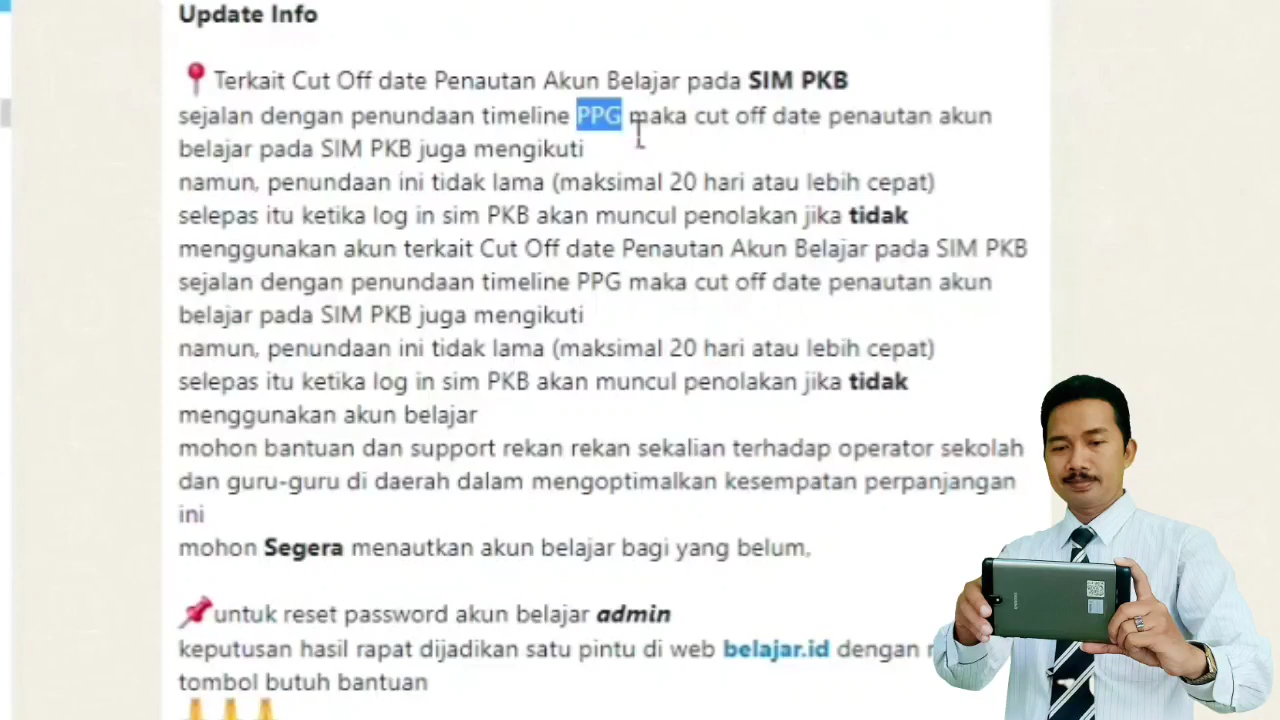 Update Info
Terkait Cut Off date Penautan Akun Belajar pada SIM PKB
sejalan dengan penundaan timeline PPG maka cut off date penautan akun
belajar pada SIM PKB juga mengikuti
namun, penundaan ini tidak lama (maksimal 20 hari atau lebih cepat)
selepas itu ketika log in sim PKB akan muncul penolakan jika tidak
menggunakan akun terkait Cut Off date Penautan Akun Belajar pada SIM PKB
sejalan dengan penundaan timeline PPG maka cut off date penautan akun
belajar pada SIM PKB juga mengikuti
namun, penundaan ini tidak lama (maksimal 20 hari atau lebih cepat)
selepas itu ketika log in sim PKB akan muncul penolakan jika tidak
menggunakan akun belajar
mohon bantuan dan support rekan rekan sekalian terhadap operator sekolah
dan guru-guru di daerah dalam mengoptimalkan kesempatan perpanjangan
ini
mohon Segera menautkan akun belajar bagi yang belum,
untuk reset password akun belajar admin
keputusan hasil rapat dijadikan satu pintu di web belajar.id dengan
tombol butuh bantuan